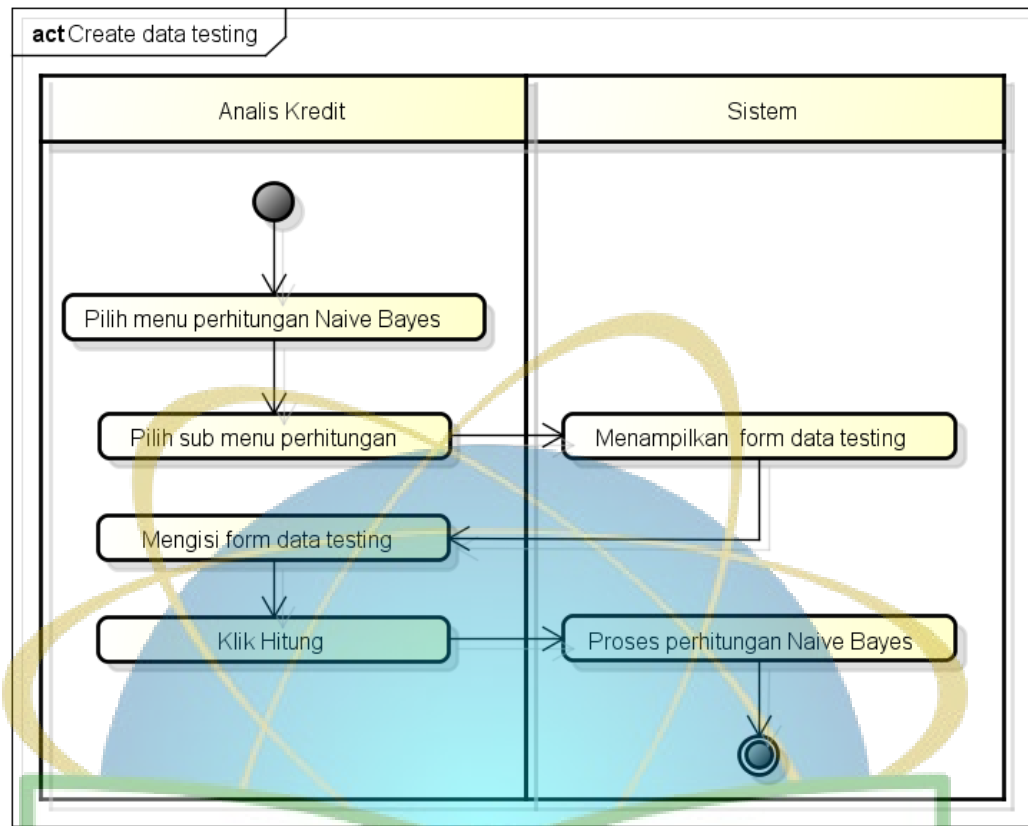 act Create data testing
Analis Kredit
Sistem
Pilih menu perhitungan Naive Bayes
Pilih sub menu perhitungan
Menampilkan form data testing
Mengisi form data testing
Klik Hitung
Proses perhitungan Naive Bayes